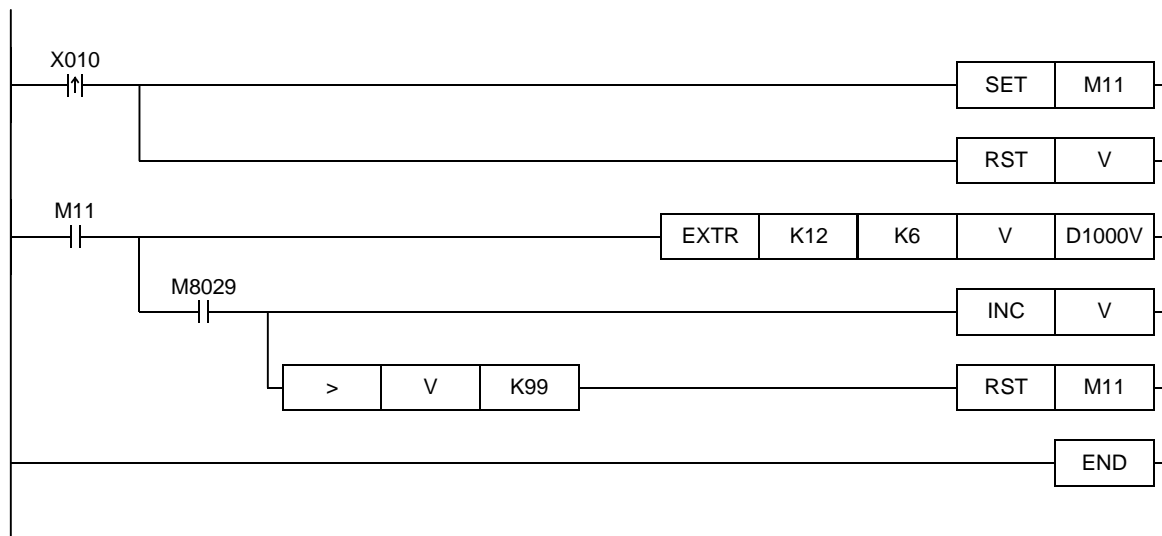 X010
SET M11
RST V
M11
EXTR K12 K6 V D1000V
M8029
INC V
> V K99 RST M11
END